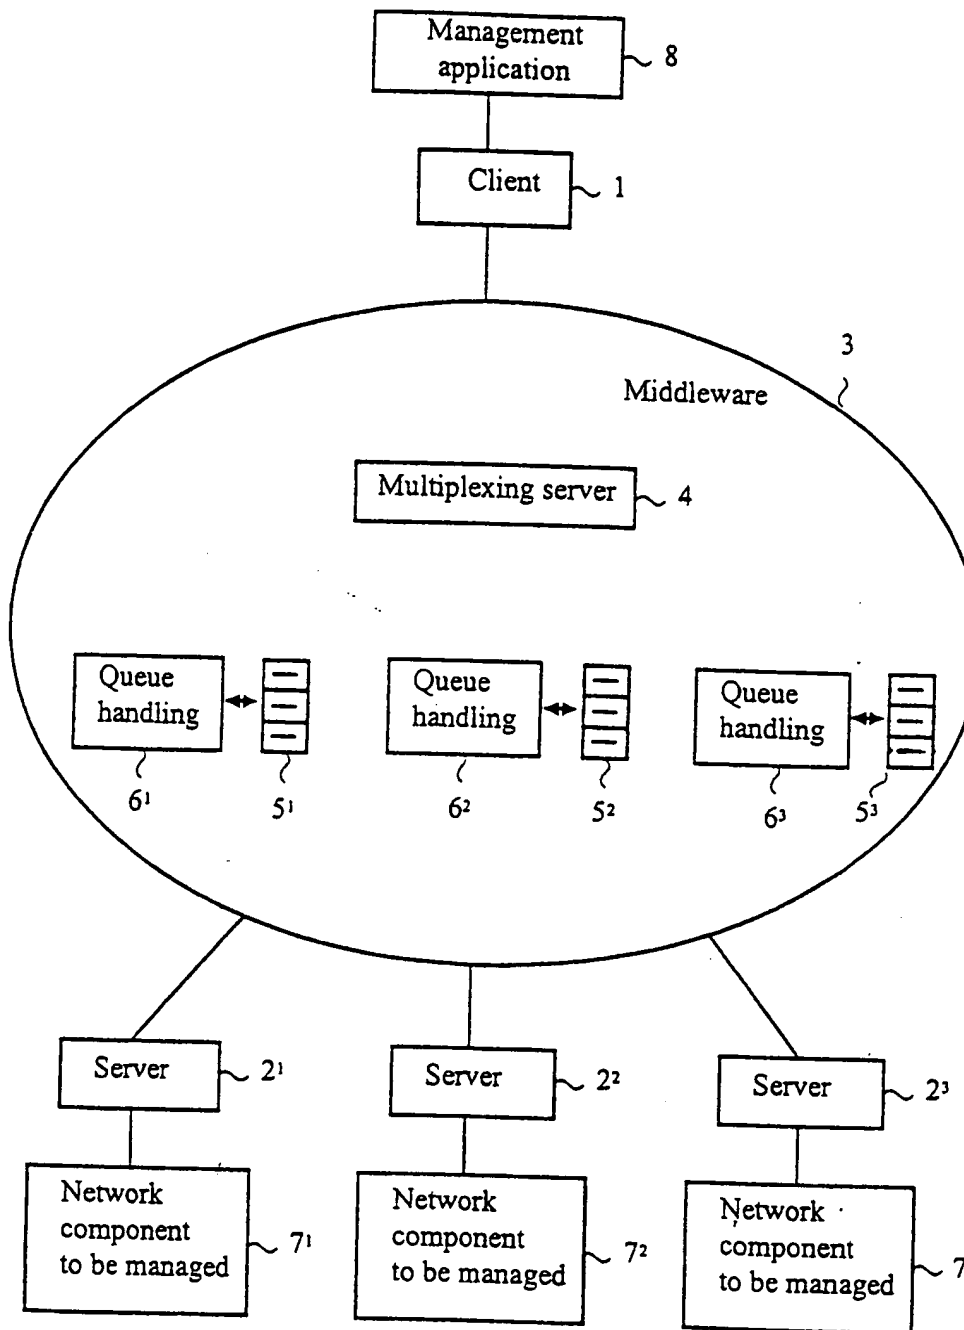 Management
application
8
Client
1
3
Middleware
Multiplexing server
4
Queue
handling
Queue
handling
Queue
handling
6¹
5¹
6²
5²
6³
5³
Server
2¹
Server
2²
Server
2³
Network
component
to be managed
7¹
Network
component
to be managed
7²
Network
component
to be managed
7